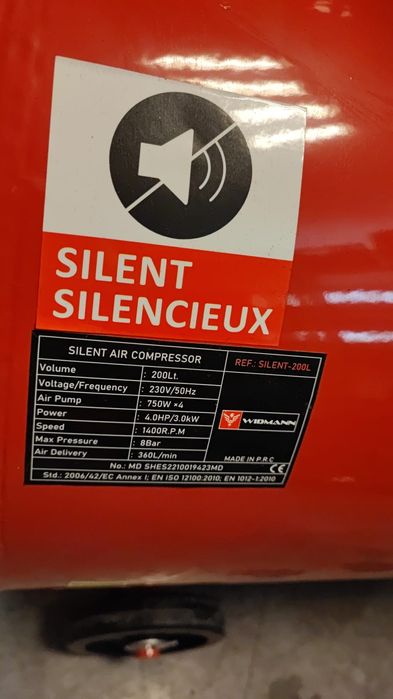 SILENT
SILENCIEUX
SILENT AIR COMPRESSOR
REF.: SILENT-200L
Volume : 200Lt.
Voltage/Frequency : 230V/50Hz
Air Pump : 750W ×4
Power : 4.0HP/3.0kW
Speed : 1400R.P.M
Max Pressure : 8Bar
Air Delivery : 360L/min
WIDMANN
MADE IN P.R.C
No.: MD SHES2210019423MD CE
Std.: 2006/42/EC Annex I; EN ISO 12100:2010; EN 1012-1:2010